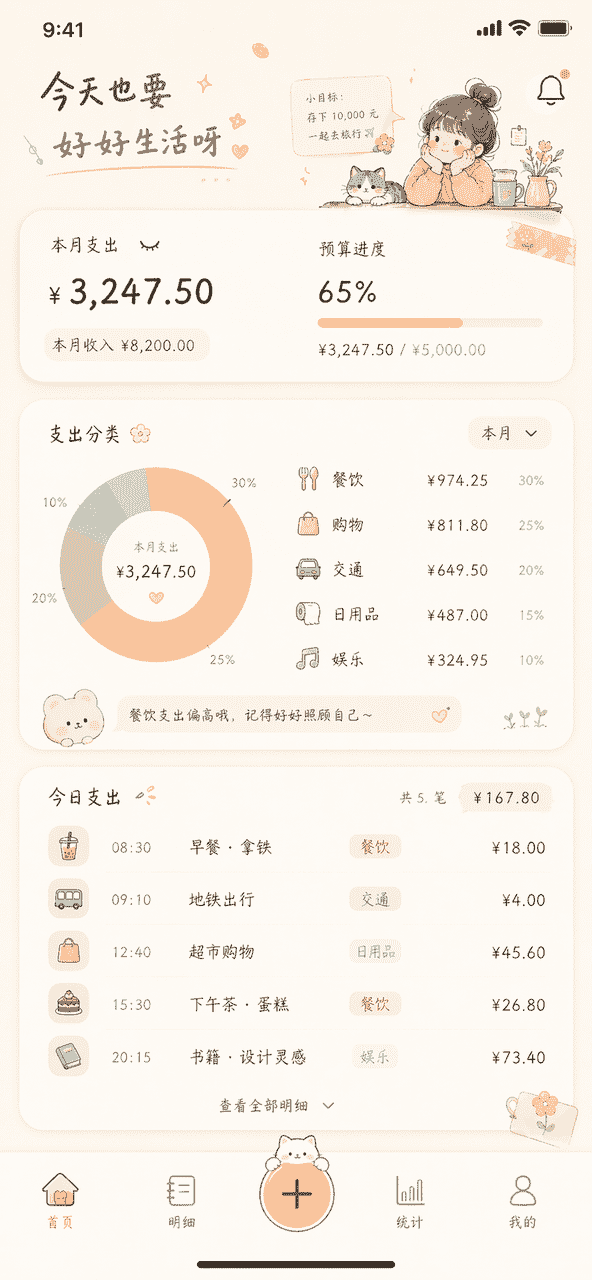 9:41
今天也要
好好生活呀
小目标:
存下 10,000 元
一起去旅行
本月支出
¥ 3,247.50
本月收入 ¥8,200.00
预算进度
65%
¥3,247.50 / ¥5,000.00
支出分类
本月
30%
10%
20%
25%
本月支出
¥3,247.50
餐饮 ¥974.25 30%
购物 ¥811.80 25%
交通 ¥649.50 20%
日用品 ¥487.00 15%
娱乐 ¥324.95 10%
餐饮支出偏高哦，记得好好照顾自己~
今日支出
共 5. 笔 ¥167.80
08:30 早餐·拿铁 餐饮 ¥18.00
09:10 地铁出行 交通 ¥4.00
12:40 超市购物 日用品 ¥45.60
15:30 下午茶·蛋糕 餐饮 ¥26.80
20:15 书籍·设计灵感 娱乐 ¥73.40
查看全部明细
首页
明细
统计
我的